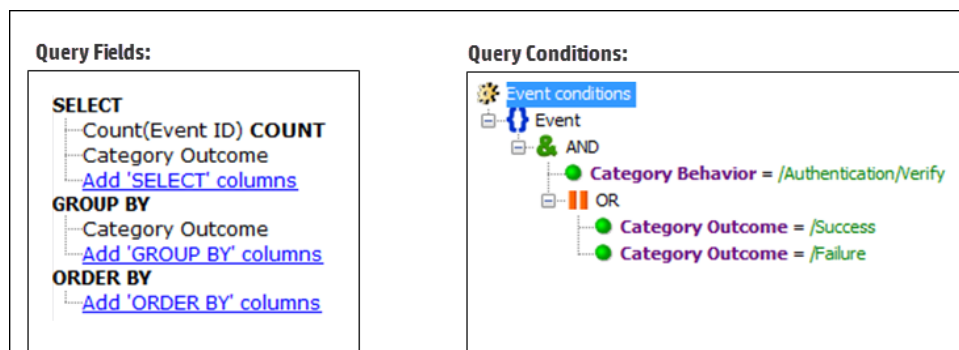 Query Fields:
SELECT
Count(Event ID) COUNT
Category Outcome
Add 'SELECT' columns
GROUP BY
Category Outcome
Add 'GROUP BY' columns
ORDER BY
Add 'ORDER BY' columns
Query Conditions:
Event conditions
Event
AND
Category Behavior = /Authentication/Verify
OR
Category Outcome = /Success
Category Outcome = /Failure